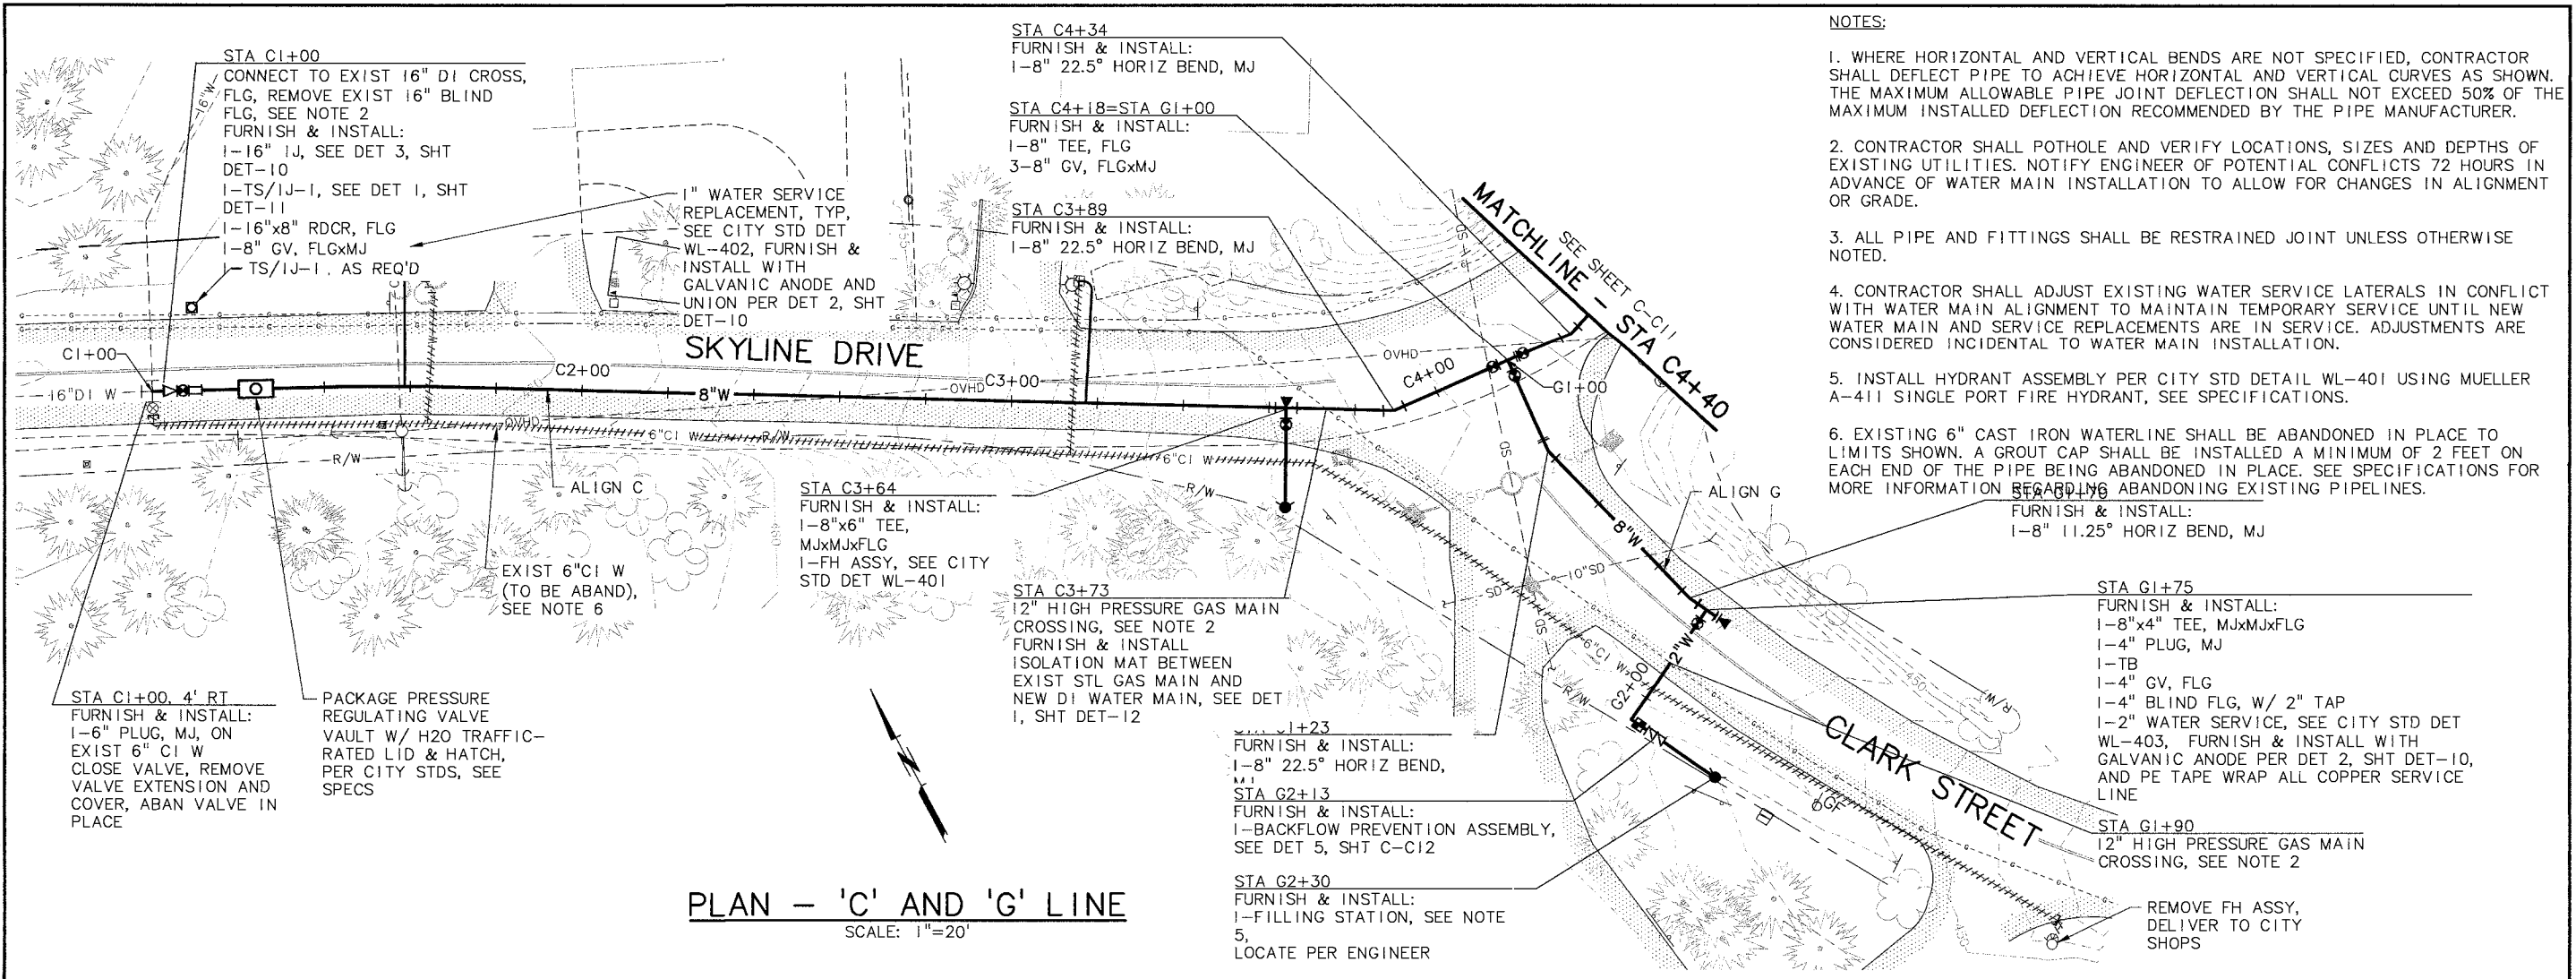 STA C1+00
CONNECT TO EXIST 16" DI CROSS,
FLG, REMOVE EXIST 16" BLIND
FLG, SEE NOTE 2
FURNISH & INSTALL:
1-16" IJ, SEE DET 3, SHT
DET-10
1-TS/IJ-1, SEE DET 1, SHT
DET-11
1-16"x8" RDCR, FLG
1-8" GV, FLGxMJ
TS/IJ-1. AS REQ'D
16"W
1" WATER SERVICE
REPLACEMENT, TYP,
SEE CITY STD DET
WL-402, FURNISH &
INSTALL WITH
GALVANIC ANODE AND
UNION PER DET 2, SHT
DET-10
STA C4+34
FURNISH & INSTALL:
1-8" 22.5° HORIZ BEND, MJ
STA C4+18=STA G1+00
FURNISH & INSTALL:
1-8" TEE, FLG
3-8" GV, FLGxMJ
STA C3+89
FURNISH & INSTALL:
1-8" 22.5° HORIZ BEND, MJ
MATCHLINE - STA C4+40
SEE SHEET C-C11
NOTES:
1. WHERE HORIZONTAL AND VERTICAL BENDS ARE NOT SPECIFIED, CONTRACTOR
SHALL DEFLECT PIPE TO ACHIEVE HORIZONTAL AND VERTICAL CURVES AS SHOWN.
THE MAXIMUM ALLOWABLE PIPE JOINT DEFLECTION SHALL NOT EXCEED 50% OF THE
MAXIMUM INSTALLED DEFLECTION RECOMMENDED BY THE PIPE MANUFACTURER.
2. CONTRACTOR SHALL POTHOLE AND VERIFY LOCATIONS, SIZES AND DEPTHS OF
EXISTING UTILITIES. NOTIFY ENGINEER OF POTENTIAL CONFLICTS 72 HOURS IN
ADVANCE OF WATER MAIN INSTALLATION TO ALLOW FOR CHANGES IN ALIGNMENT
OR GRADE.
3. ALL PIPE AND FITTINGS SHALL BE RESTRAINED JOINT UNLESS OTHERWISE
NOTED.
4. CONTRACTOR SHALL ADJUST EXISTING WATER SERVICE LATERALS IN CONFLICT
WITH WATER MAIN ALIGNMENT TO MAINTAIN TEMPORARY SERVICE UNTIL NEW
WATER MAIN AND SERVICE REPLACEMENTS ARE IN SERVICE. ADJUSTMENTS ARE
CONSIDERED INCIDENTAL TO WATER MAIN INSTALLATION.
5. INSTALL HYDRANT ASSEMBLY PER CITY STD DETAIL WL-401 USING MUELLER
A-411 SINGLE PORT FIRE HYDRANT, SEE SPECIFICATIONS.
6. EXISTING 6" CAST IRON WATERLINE SHALL BE ABANDONED IN PLACE TO
LIMITS SHOWN. A GROUT CAP SHALL BE INSTALLED A MINIMUM OF 2 FEET ON
EACH END OF THE PIPE BEING ABANDONED IN PLACE. SEE SPECIFICATIONS FOR
MORE INFORMATION REGARDING ABANDONING EXISTING PIPELINES.
STA G1+70
FURNISH & INSTALL:
1-8" 11.25° HORIZ BEND, MJ
SKYLINE DRIVE
C1+00
16"DI W
C2+00
8"W
OVHD
C3+00
OVHD
C4+00
G1+00
OVHD
6"CI W
R/W
R/W
6"CI W
R/W
ALIGN C
SD
SD
ALIGN G
8"W
10"SD
SD
SD
SD
6"CI W
2"W
G2+00
R/W
R/W
450
450
GF
CLARK STREET
EXIST 6"CI W
(TO BE ABAND),
SEE NOTE 6
STA C3+64
FURNISH & INSTALL:
1-8"x6" TEE,
MJxMJxFLG
1-FH ASSY, SEE CITY
STD DET WL-401
STA C3+73
12" HIGH PRESSURE GAS MAIN
CROSSING, SEE NOTE 2
FURNISH & INSTALL
ISOLATION MAT BETWEEN
EXIST STL GAS MAIN AND
NEW DI WATER MAIN, SEE DET
1, SHT DET-12
STA G1+75
FURNISH & INSTALL:
1-8"x4" TEE, MJxMJxFLG
1-4" PLUG, MJ
1-TB
1-4" GV, FLG
1-4" BLIND FLG, W/ 2" TAP
1-2" WATER SERVICE, SEE CITY STD DET
WL-403, FURNISH & INSTALL WITH
GALVANIC ANODE PER DET 2, SHT DET-10,
AND PE TAPE WRAP ALL COPPER SERVICE
LINE
STA C1+00, 4' RT
FURNISH & INSTALL:
1-6" PLUG, MJ, ON
EXIST 6" CI W
CLOSE VALVE, REMOVE
VALVE EXTENSION AND
COVER, ABAN VALVE IN
PLACE
PACKAGE PRESSURE
REGULATING VALVE
VAULT W/ H20 TRAFFIC-
RATED LID & HATCH,
PER CITY STDS, SEE
SPECS
1+23
FURNISH & INSTALL:
1-8" 22.5° HORIZ BEND,
STA G2+13
FURNISH & INSTALL:
1-BACKFLOW PREVENTION ASSEMBLY,
SEE DET 5, SHT C-C12
STA G2+30
FURNISH & INSTALL:
1-FILLING STATION, SEE NOTE
5,
LOCATE PER ENGINEER
STA G1+90
12" HIGH PRESSURE GAS MAIN
CROSSING, SEE NOTE 2
REMOVE FH ASSY,
DELIVER TO CITY
SHOPS
PLAN - 'C' AND 'G' LINE
SCALE: 1"=20'